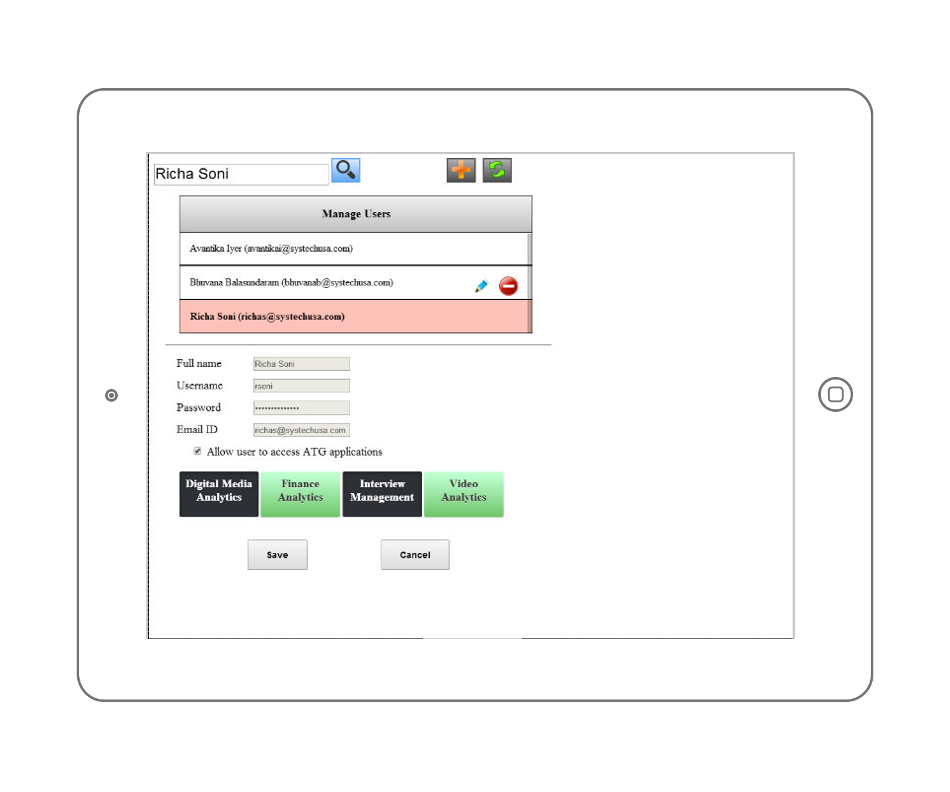 Richa Soni
Manage Users
Avantika Iyer (avantikai@systechusa.com)
Bhuvana Balasundaram (bhuvanab@systechusa.com)
Richa Soni (richas@systechusa.com)
Full name Richa Soni
Username rsoni
Password ••••••••••••••
Email ID richas@systechusa.com
Allow user to access ATG applications
Digital Media Analytics
Finance Analytics
Interview Management
Video Analytics
Save Cancel